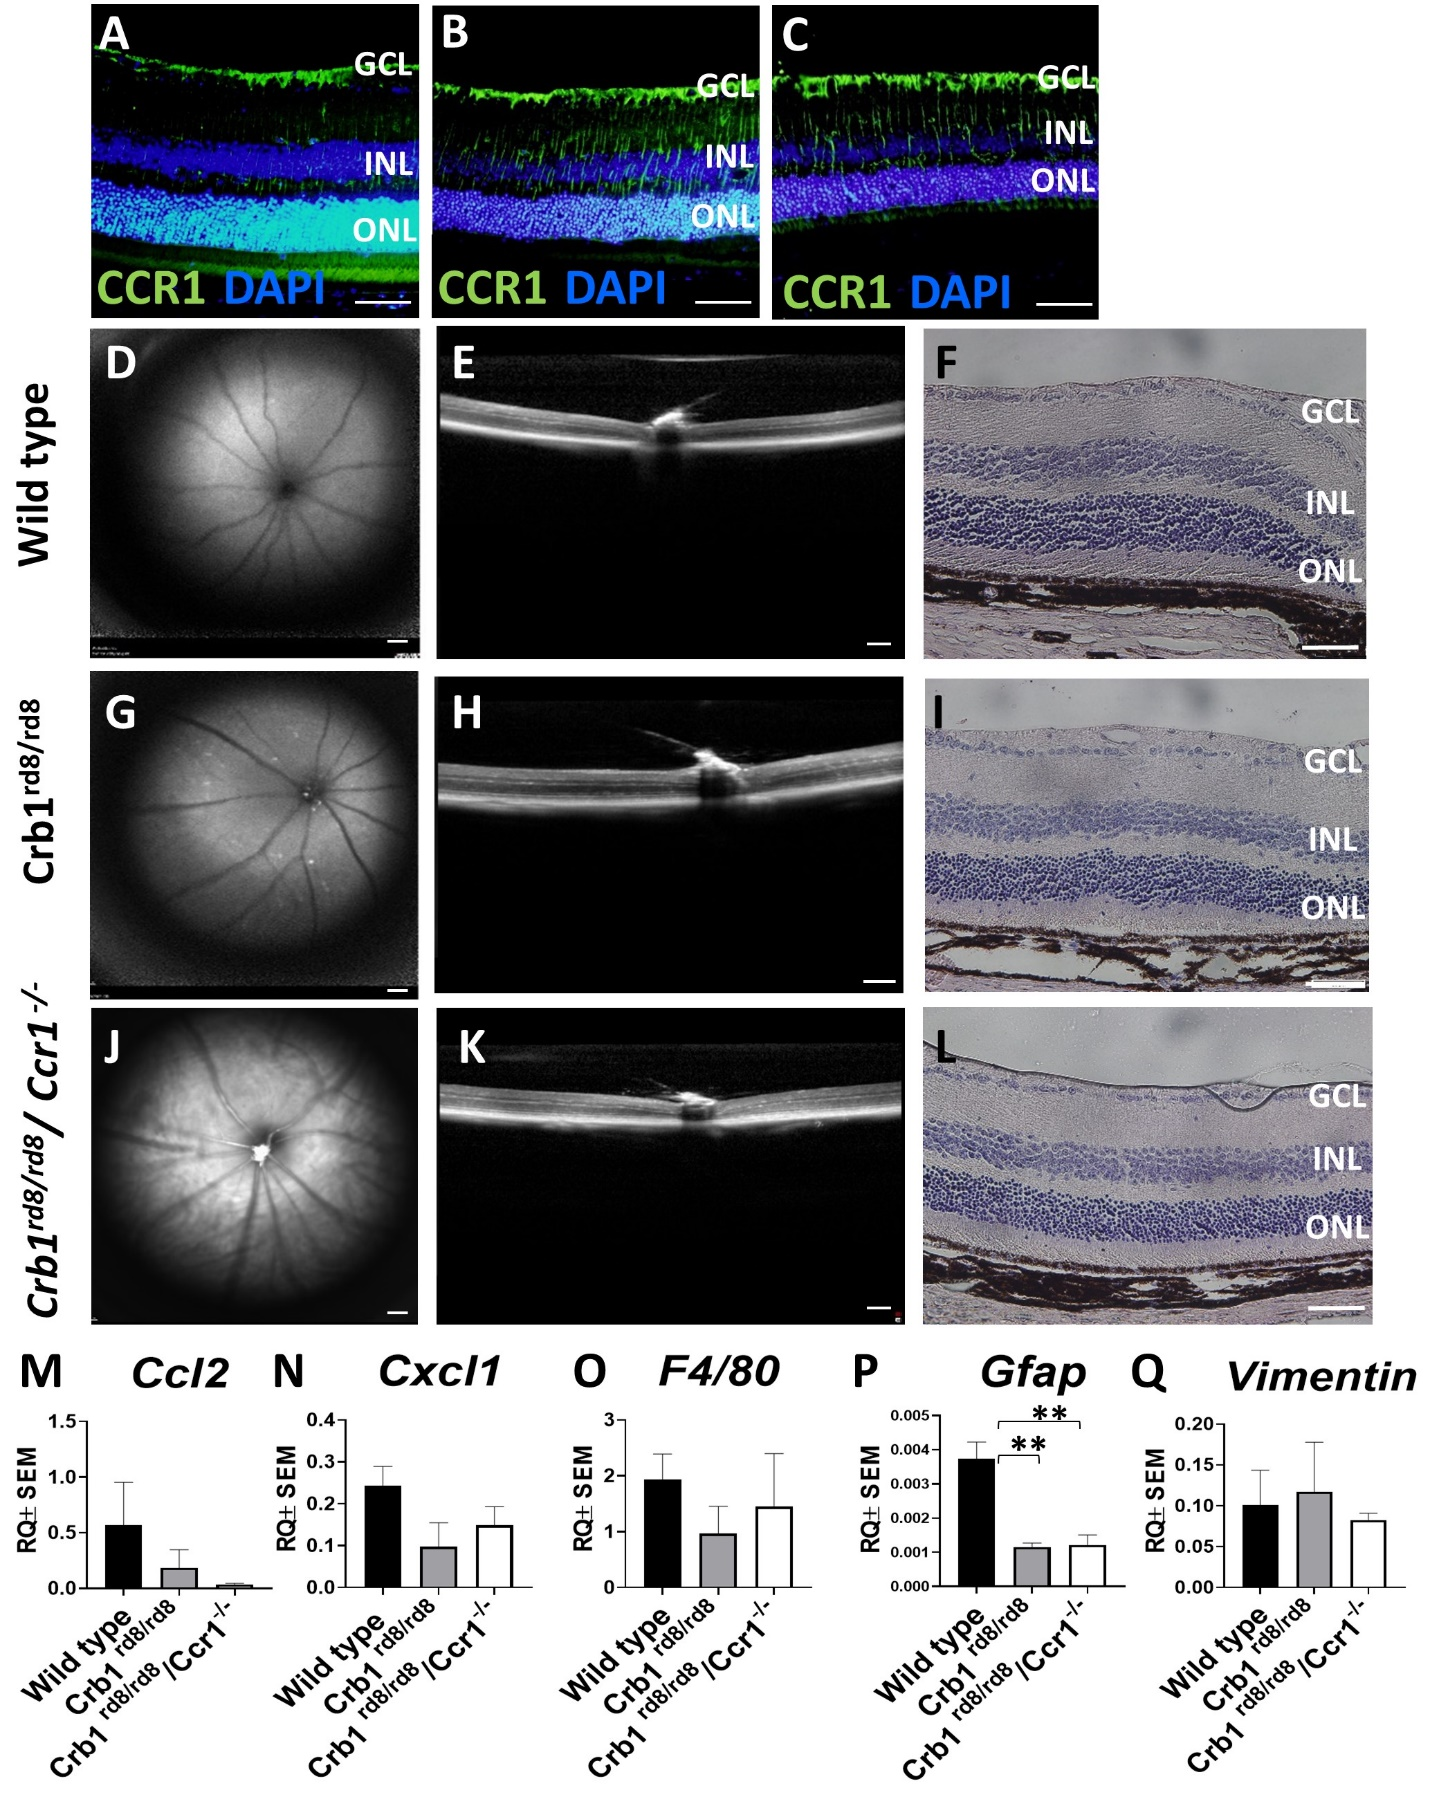 A
GCL
INL
ONL
CCR1 DAPI
B
GCL
INL
ONL
CCR1 DAPI
C
GCL
INL
ONL
CCR1 DAPI
Wild type
D
E
F
GCL
INL
ONL
Crb1rd8/rd8
G
H
I
GCL
INL
ONL
Crb1rd8/rd8/ Ccr1-/-
J
K
L
GCL
INL
ONL
M Ccl2
RQ± SEM
1.5
1.0
0.5
0.0
Wild type
Crb1 rd8/rd8
Crb1 rd8/rd8/Ccr1-/-
N Cxcl1
RQ± SEM
0.4
0.3
0.2
0.1
0.0
Wild type
Crb1 rd8/rd8
Crb1 rd8/rd8/Ccr1-/-
O F4/80
RQ± SEM
3
2
1
0
Wild type
Crb1 rd8/rd8
Crb1 rd8/rd8/Ccr1-/-
P Gfap
RQ± SEM
0.005
0.004
0.003
0.002
0.001
0.000
**
**
Wild type
Crb1 rd8/rd8
Crb1 rd8/rd8/Ccr1-/-
Q Vimentin
RQ± SEM
0.20
0.15
0.10
0.05
0.00
Wild type
Crb1 rd8/rd8
Crb1 rd8/rd8/Ccr1-/-